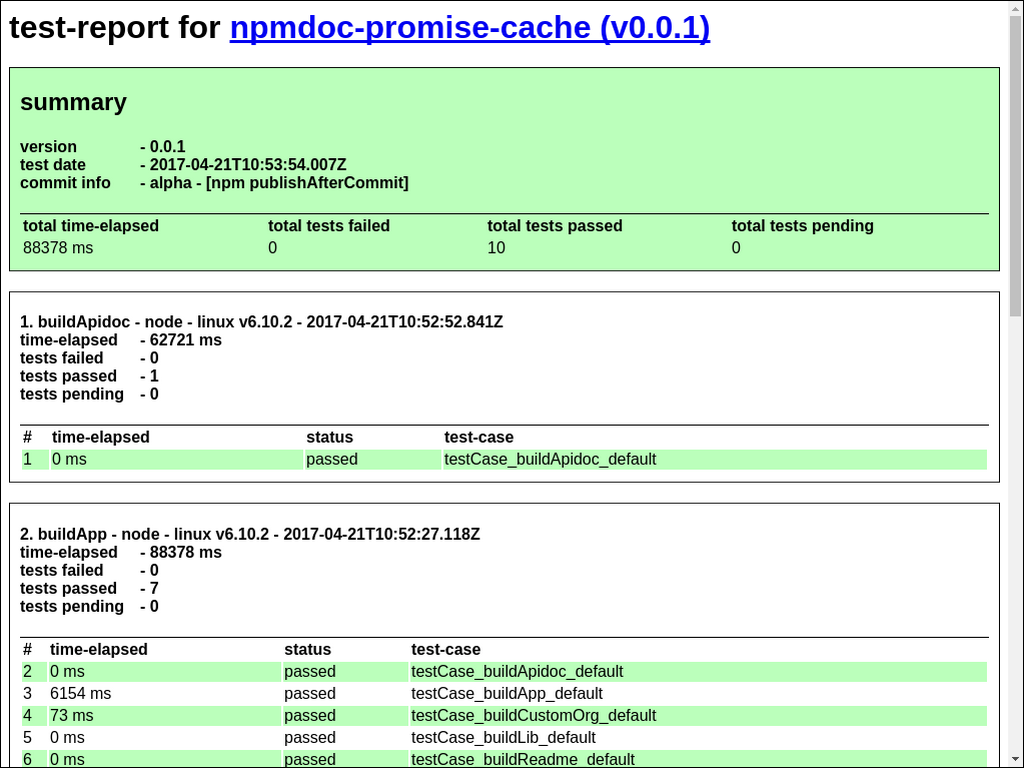 test-report for npmdoc-promise-cache (v0.0.1)
summary
version - 0.0.1
test date - 2017-04-21T10:53:54.007Z
commit info - alpha - [npm publishAfterCommit]
total time-elapsed total tests failed total tests passed total tests pending
88378 ms 0 10 0
1. buildApidoc - node - linux v6.10.2 - 2017-04-21T10:52:52.841Z
time-elapsed - 62721 ms
tests failed - 0
tests passed - 1
tests pending - 0
# time-elapsed status test-case
1 0 ms passed testCase_buildApidoc_default
2. buildApp - node - linux v6.10.2 - 2017-04-21T10:52:27.118Z
time-elapsed - 88378 ms
tests failed - 0
tests passed - 7
tests pending - 0
# time-elapsed status test-case
2 0 ms passed testCase_buildApidoc_default
3 6154 ms passed testCase_buildApp_default
4 73 ms passed testCase_buildCustomOrg_default
5 0 ms passed testCase_buildLib_default
6 0 ms passed testCase_buildReadme_default